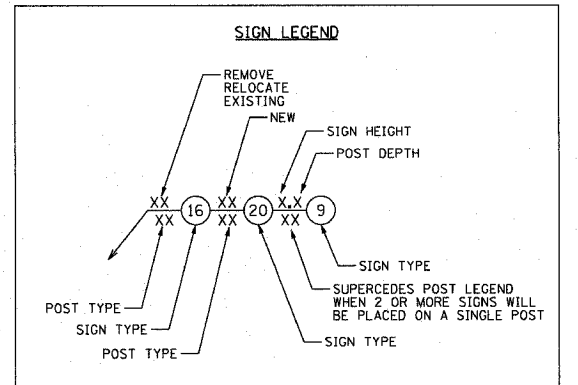 SIGN LEGEND
REMOVE
RELOCATE
EXISTING
NEW
SIGN HEIGHT
POST DEPTH
XX 16 XX 20 X.X 9
XX XX XX
SIGN TYPE
POST TYPE
SUPERCEDES POST LEGEND
WHEN 2 OR MORE SIGNS WILL
BE PLACED ON A SINGLE POST
SIGN TYPE
POST TYPE
SIGN TYPE